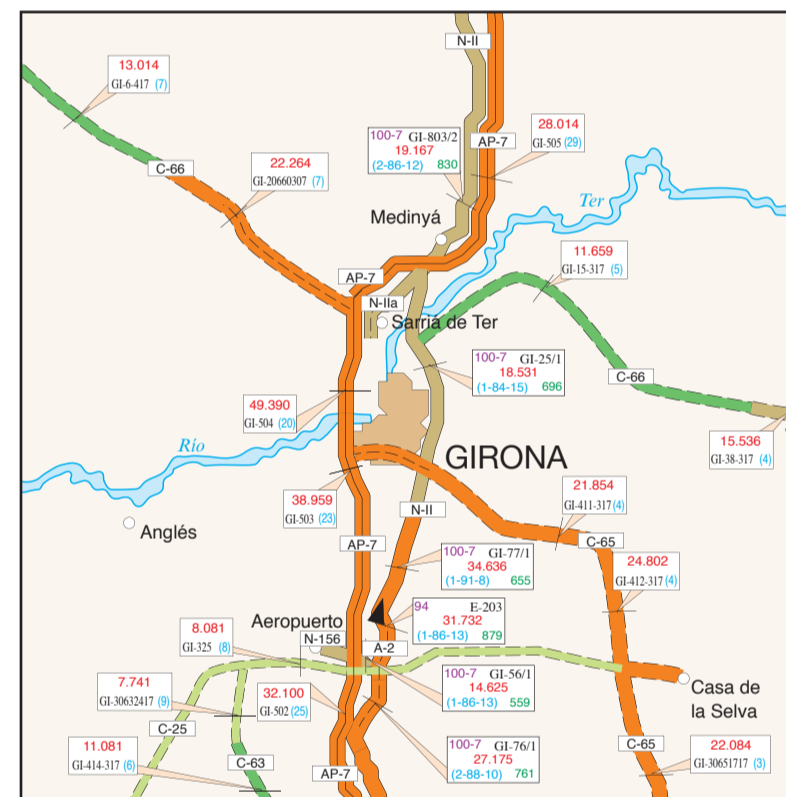 N-II
13.014
GI-6-417 (7)
28.014
GI-505 (29)
100-7 GI-803/2
19.167
(2-86-12) 830
AP-7
22.264
GI-20660307 (7)
C-66
Ter
Medinyá
11.659
GI-15-317 (5)
AP-7
N-IIa
Sarriá de Ter
100-7 GI-25/1
18.531
(1-84-15) 696
C-66
49.390
GI-504 (20)
15.536
GI-38-317 (4)
Río
GIRONA
21.854
GI-411-317 (4)
38.959
GI-503 (23)
N-II
Anglés
AP-7
C-65
100-7 GI-77/1
34.636
(1-91-8) 655
24.802
GI-412-317 (4)
94 E-203
31.732
(1-86-13) 879
Aeropuerto
8.081
GI-325 (8)
N-156
A-2
100-7 GI-56/1
14.625
(1-86-13) 559
7.741
GI-30632417 (9)
32.100
GI-502 (25)
Casa de
la Selva
C-25
11.081
GI-414-317 (6)
C-63
AP-7
100-7 GI-76/1
27.175
(2-88-10) 761
C-65
22.084
GI-30651717 (3)